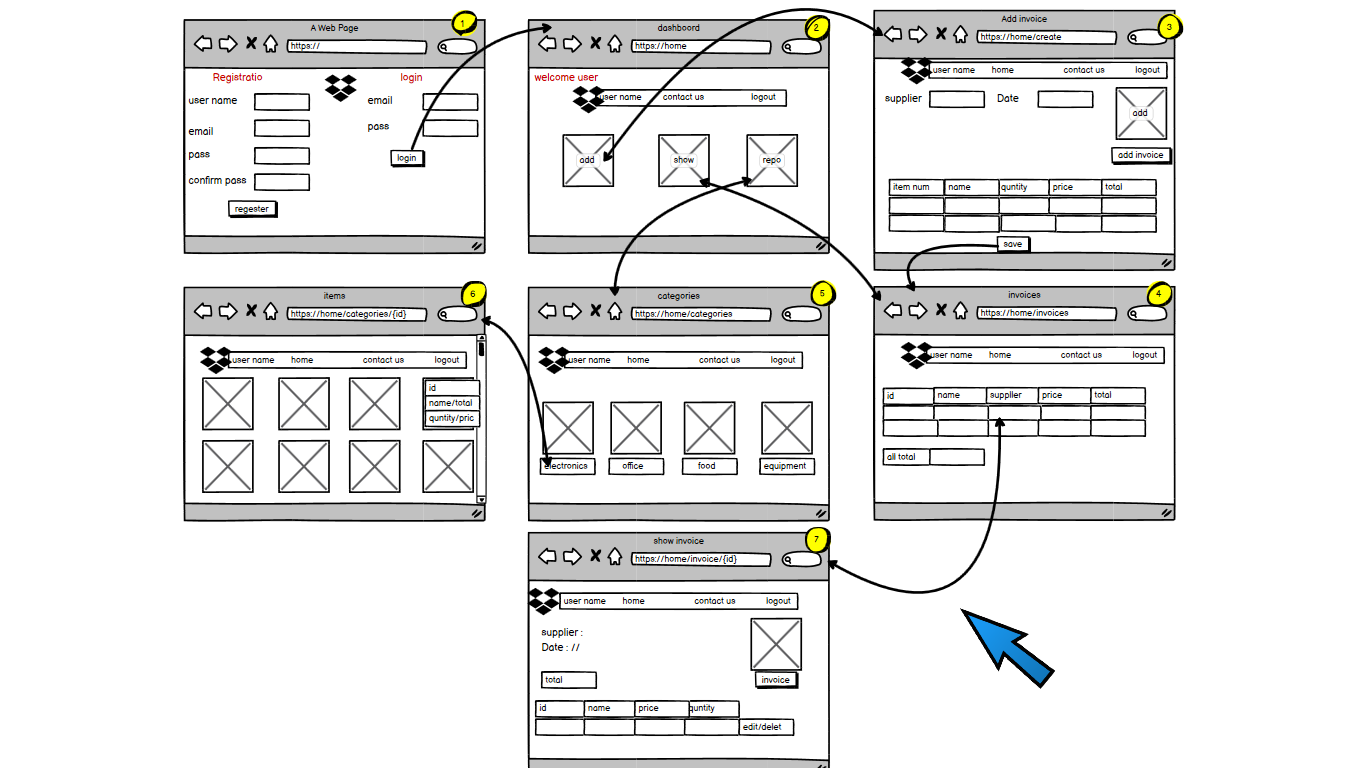 A Web Page
1
https://
Registratio
login
user name
email
email
pass
pass
login
confirm pass
regester
dashboord
2
https://home
welcome user
user name contact us logout
add
show
repo
Add invoice
3
https://home/create
user name home contact us logout
supplier
Date
add
add invoice
item num name quntity price total
save
items
6
https://home/categories/{id}
user name home contact us logout
id
name/total
quntity/pric
categories
5
https://home/categories
user name home contact us logout
electronics office food equipment
invoices
4
https://home/invoices
user name home contact us logout
id name suppller price total
all total
show invoice
7
https://home/invoice/{id}
user name home contact us logout
supplier :
Date : //
total
invoice
id name price quntity
edit/delet